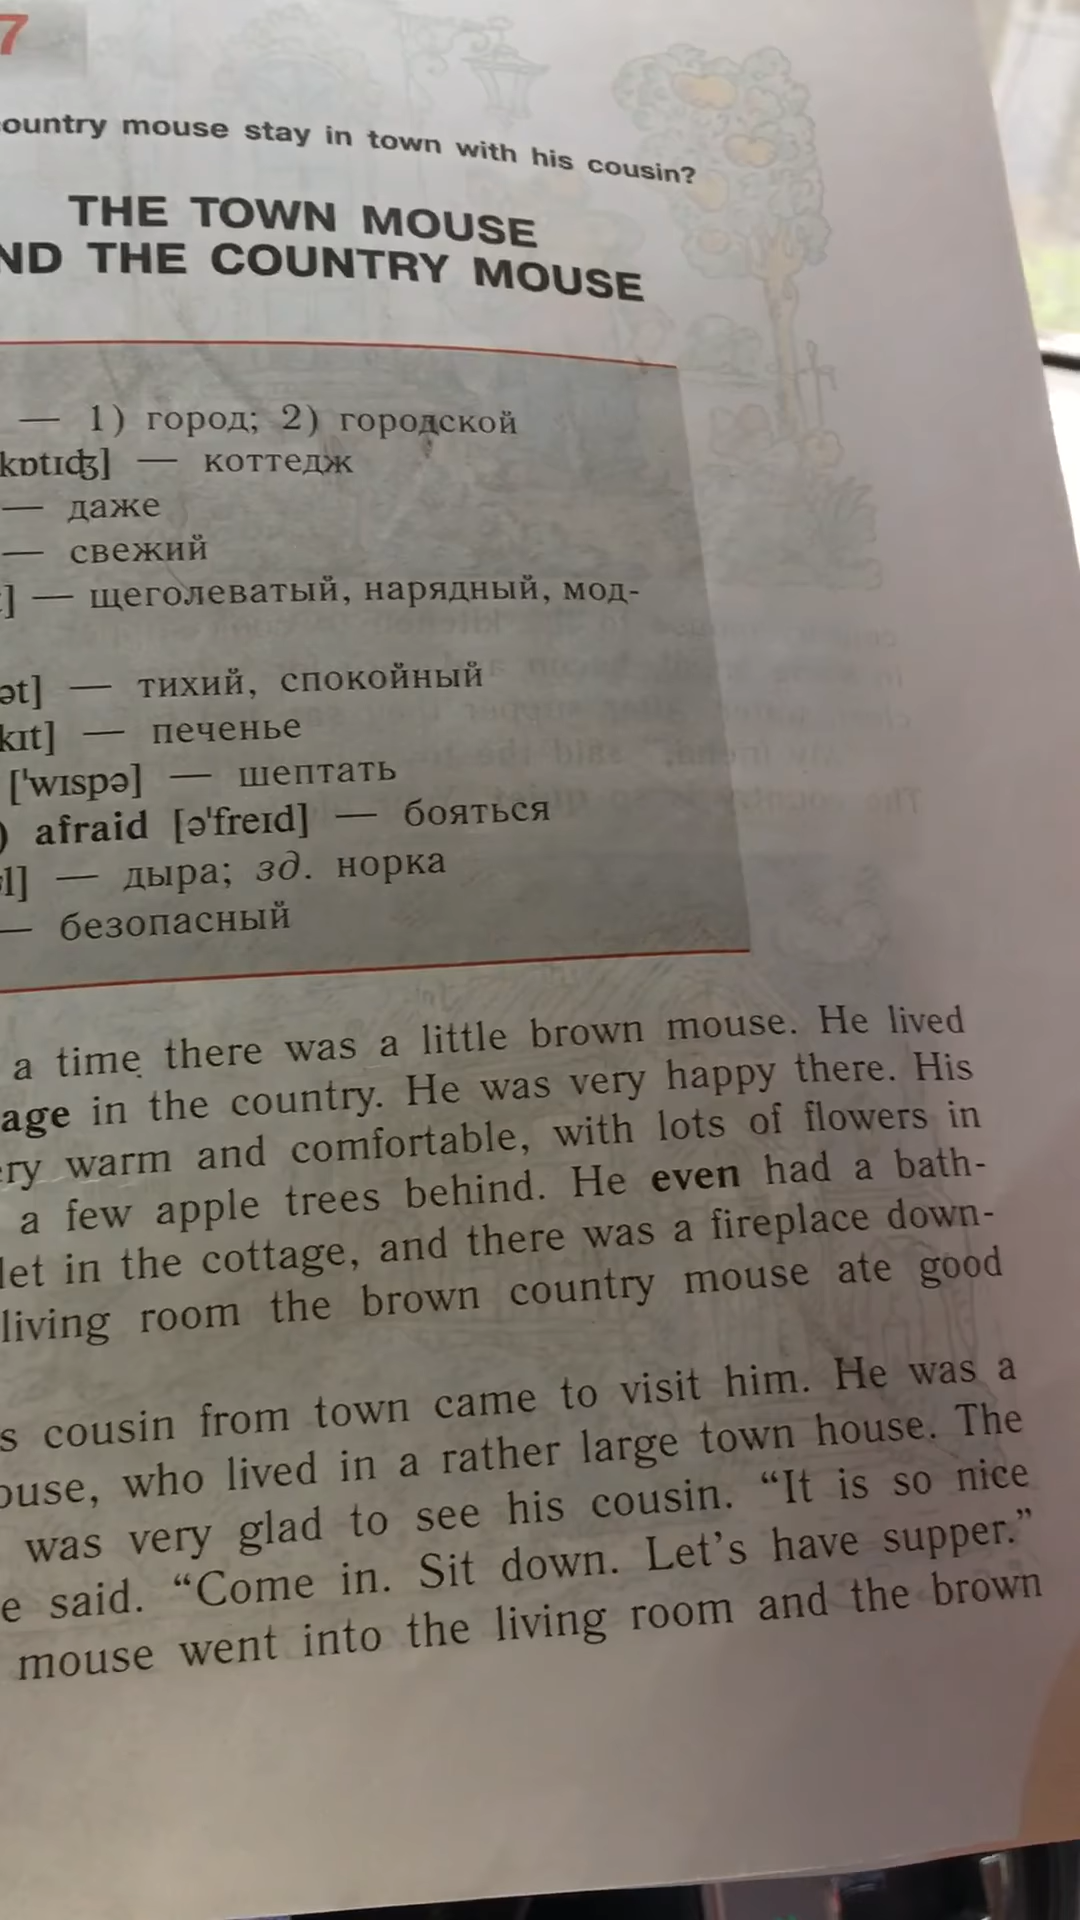 7
country mouse stay in town with his cousin?
THE TOWN MOUSE
ND THE COUNTRY MOUSE
— 1) город; 2) городской
kɒtɪʤ] — коттедж
— даже
— свежий
] — щеголеватый, нарядный, мод-
ət] — тихий, спокойный
kɪt] — печенье
['wɪspə] — шептать
) afraid [ə'freɪd] — бояться
l] — дыра; зд. норка
— безопасный
a time there was a little brown mouse. He lived
age in the country. He was very happy there. His
ry warm and comfortable, with lots of flowers in
a few apple trees behind. He even had a bath-
let in the cottage, and there was a fireplace down-
living room the brown country mouse ate good
s cousin from town came to visit him. He was a
ouse, who lived in a rather large town house. The
was very glad to see his cousin. “It is so nice
e said. “Come in. Sit down. Let’s have supper.”
mouse went into the living room and the brown